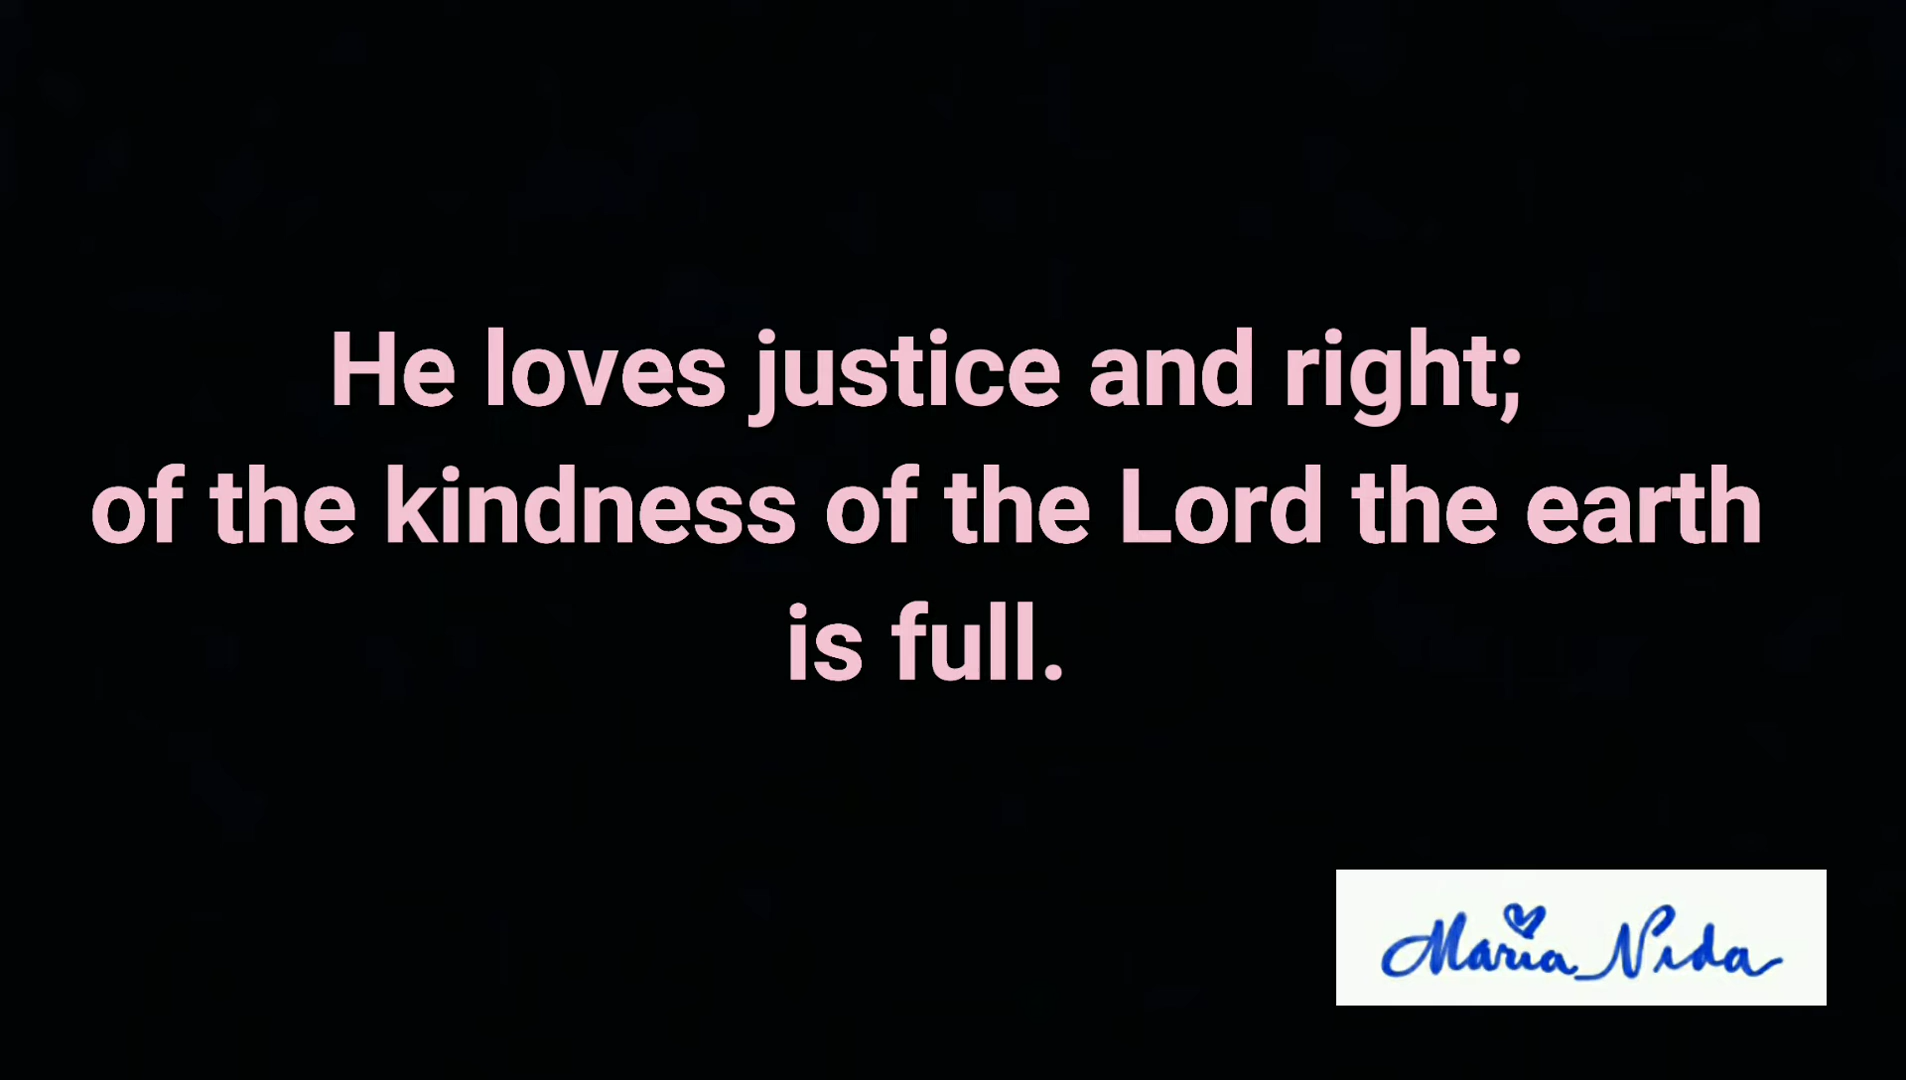 He loves justice and right;
of the kindness of the Lord the earth
is full.
Maria Nida